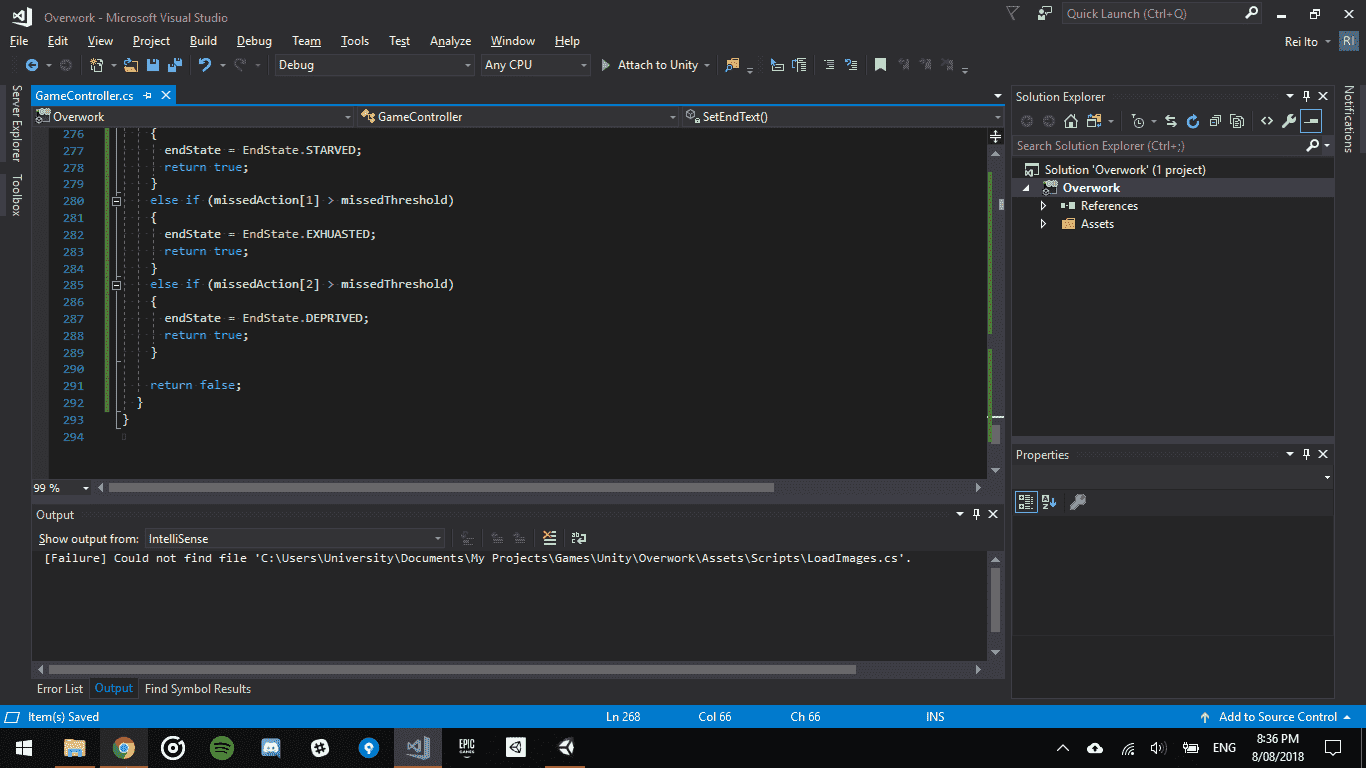 Overwork - Microsoft Visual Studio
Quick Launch (Ctrl+Q)
File Edit View Project Build Debug Team Tools Test Analyze Window Help
Rei Ito RI
Debug Any CPU Attach to Unity
Server Explorer
Toolbox
GameController.cs
Overwork GameController SetEndText()
276 {
277 endState = EndState.STARVED;
278 return true;
279 }
280 else if (missedAction[1] > missedThreshold)
281 {
282 endState = EndState.EXHUASTED;
283 return true;
284 }
285 else if (missedAction[2] > missedThreshold)
286 {
287 endState = EndState.DEPRIVED;
288 return true;
289 }
290
291 return false;
292 }
293 }
294
99 %
Output
Show output from: IntelliSense
[Failure] Could not find file 'C:\Users\University\Documents\My Projects\Games\Unity\Overwork\Assets\Scripts\LoadImages.cs'.
Error List Output Find Symbol Results
Solution Explorer
Search Solution Explorer (Ctrl+;)
Solution 'Overwork' (1 project)
Overwork
References
Assets
Properties
Notifications
Item(s) Saved Ln 268 Col 66 Ch 66 INS Add to Source Control
EPIC GAMES
ENG
8:36 PM
8/08/2018